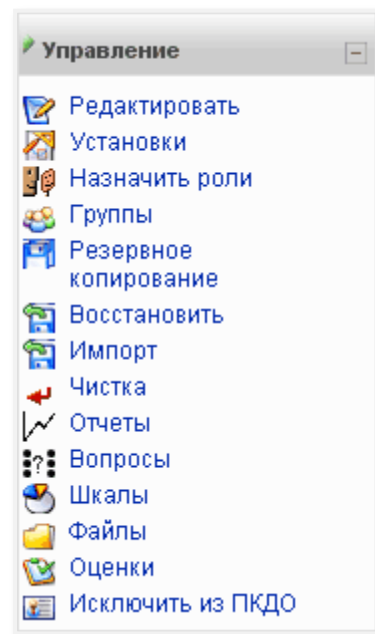 Управление
Редактировать
Установки
Назначить роли
Группы
Резервное
копирование
Восстановить
Импорт
Чистка
Отчеты
Вопросы
Шкалы
Файлы
Оценки
Исключить из ПКДО